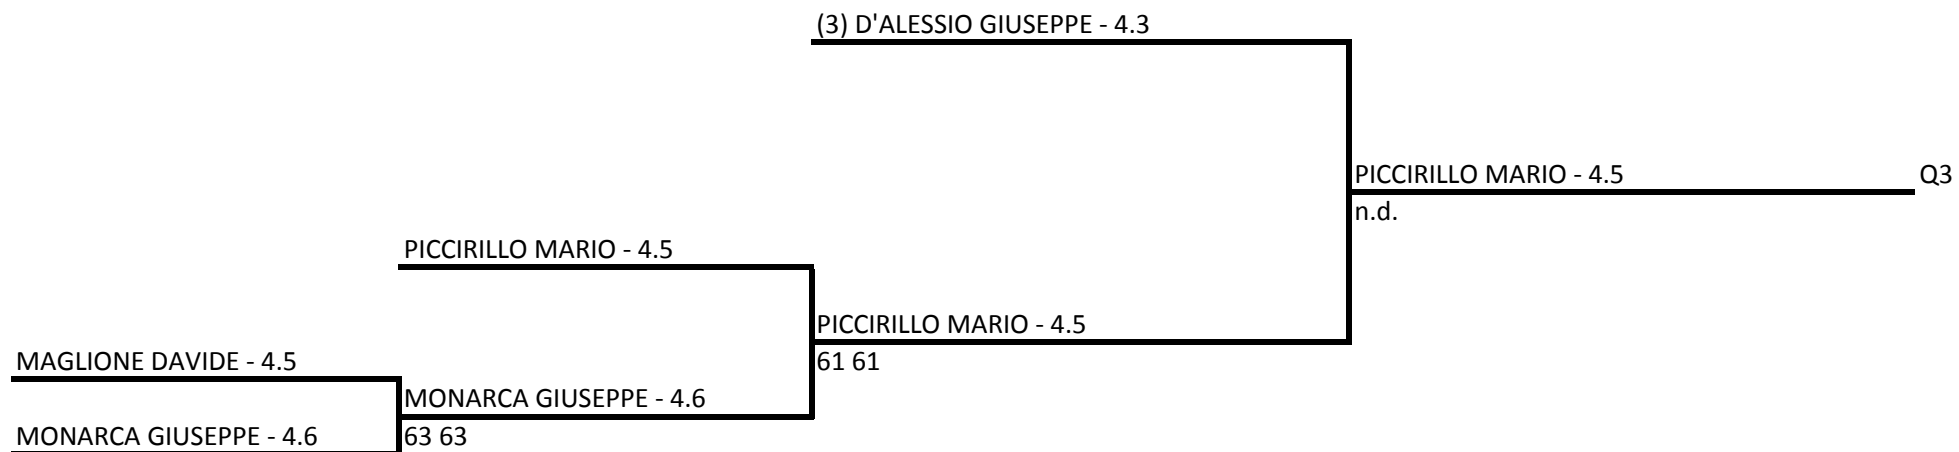 (3) D'ALESSIO GIUSEPPE - 4.3
PICCIRILLO MARIO - 4.5
Q3
n.d.
PICCIRILLO MARIO - 4.5
PICCIRILLO MARIO - 4.5
61 61
MAGLIONE DAVIDE - 4.5
MONARCA GIUSEPPE - 4.6
MONARCA GIUSEPPE - 4.6
63 63